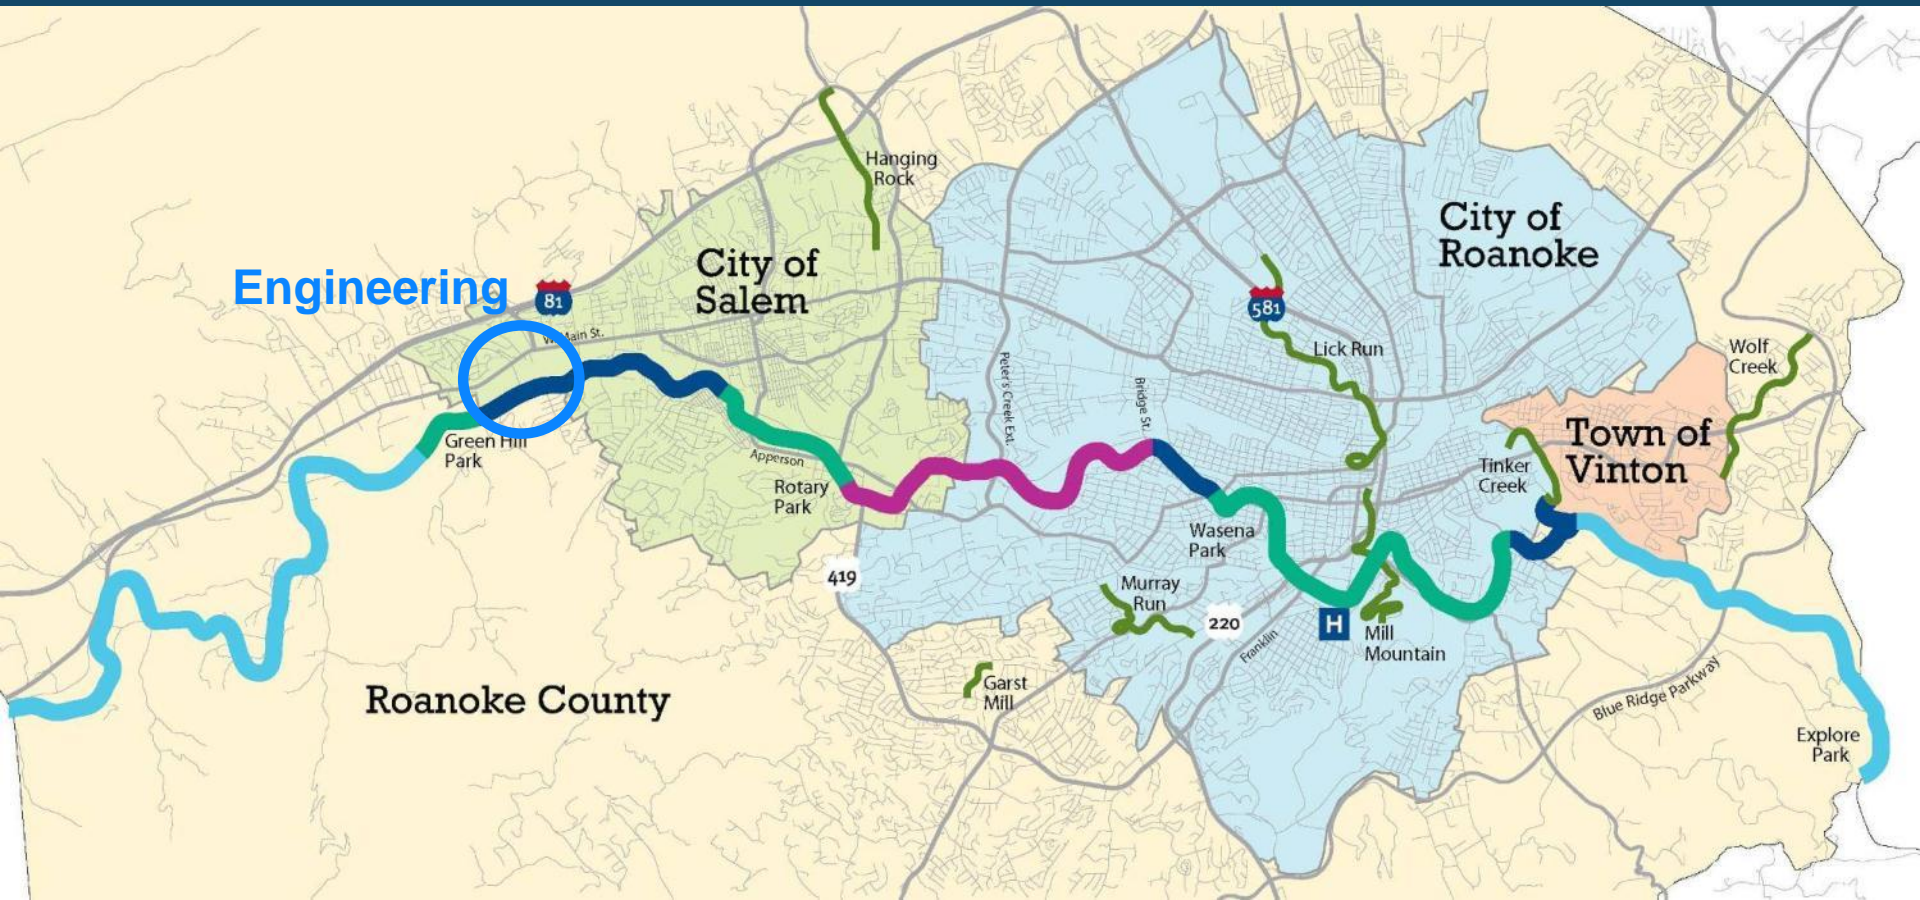 Hanging
Rock
City of
Roanoke
City of
Salem
Engineering
81
581
W. Main St.
Lick Run
Wolf
Creek
Peter's Creek Ext.
Bridge St.
Town of
Vinton
Green Hill
Park
Apperson
Tinker
Creek
Rotary
Park
Wasena
Park
419
Murray
Run
220
H
Franklin
Mill
Mountain
Garst
Mill
Roanoke County
Blue Ridge Parkway
Explore
Park